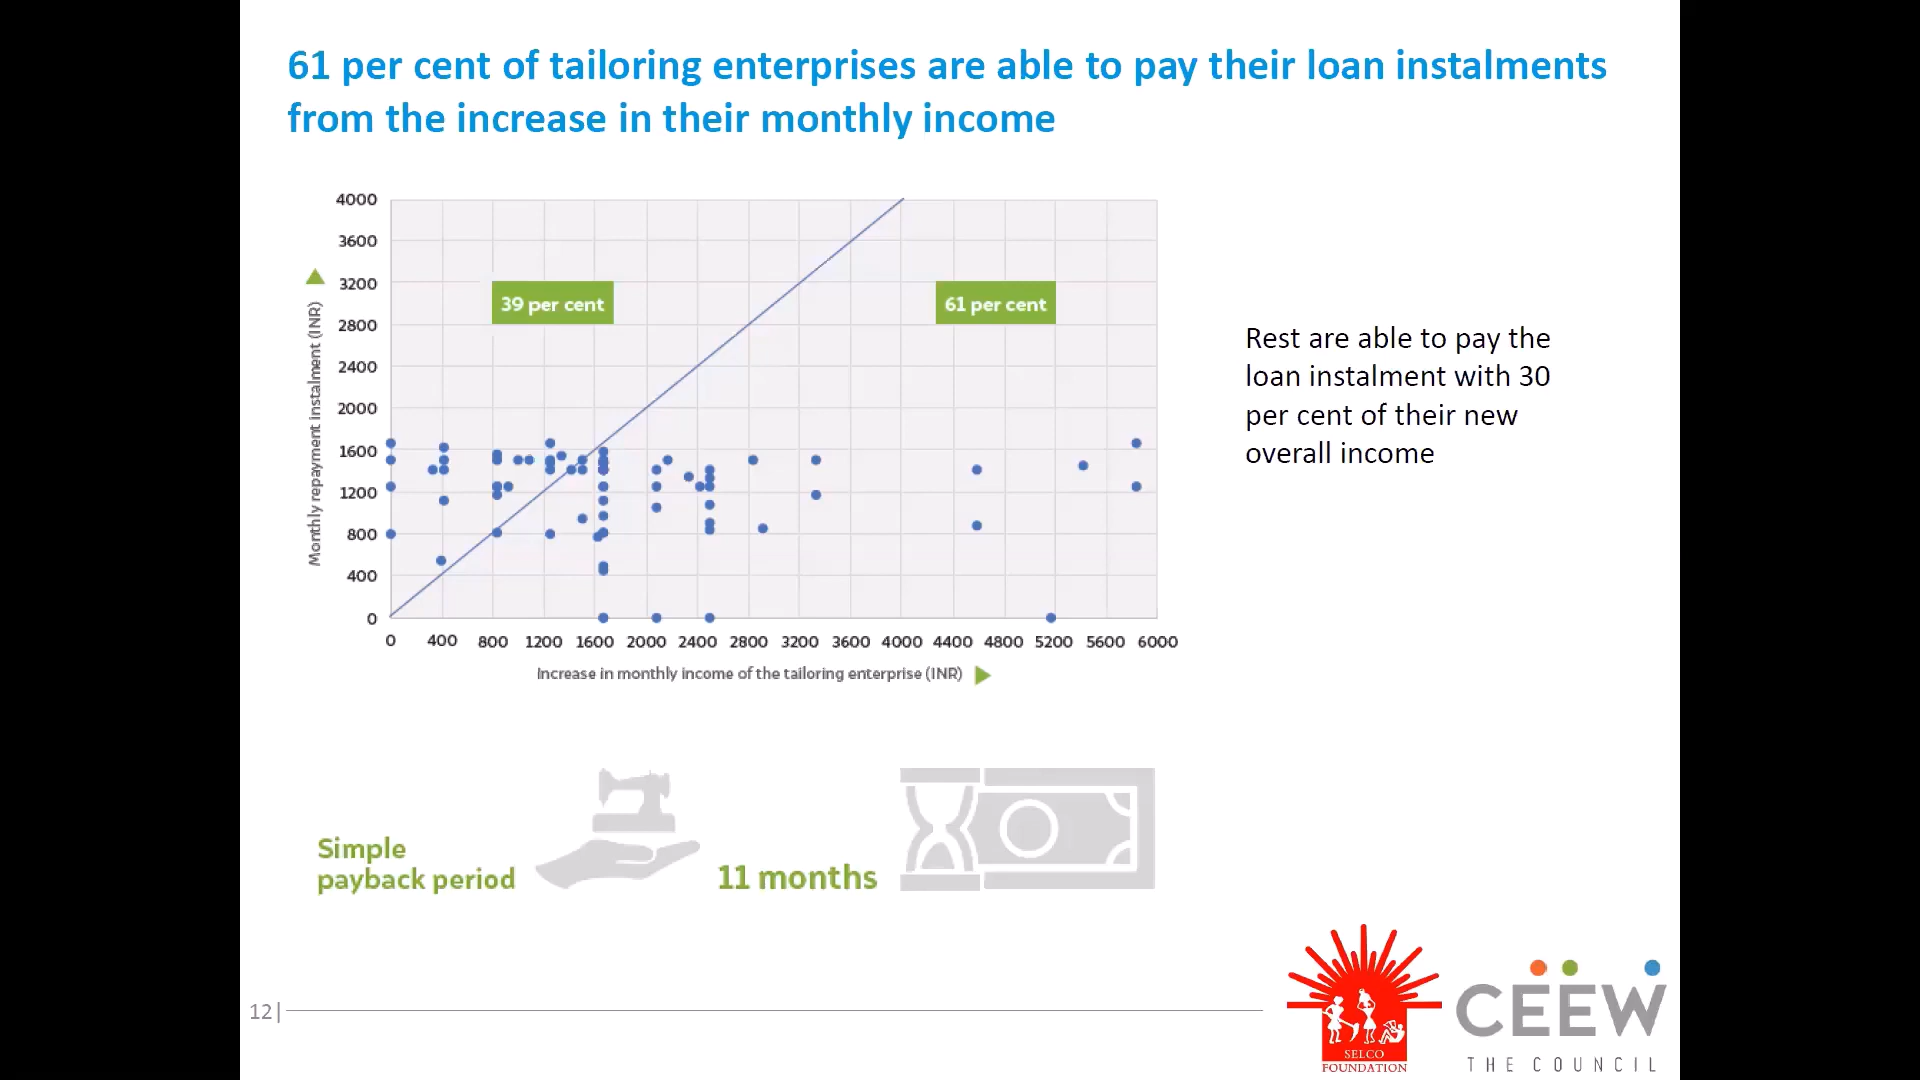 61 per cent of tailoring enterprises are able to pay their loan instalments
from the increase in their monthly income
4000
3600
3200
2800
2400
2000
1600
1200
800
400
0
Monthly repayment instalment (INR)
39 per cent
61 per cent
0 400 800 1200 1600 2000 2400 2800 3200 3600 4000 4400 4800 5200 5600 6000
Increase in monthly income of the tailoring enterprise (INR)
Rest are able to pay the
loan instalment with 30
per cent of their new
overall income
Simple
payback period
11 months
12|
SELCO
FOUNDATION
CEEW
THE COUNCIL